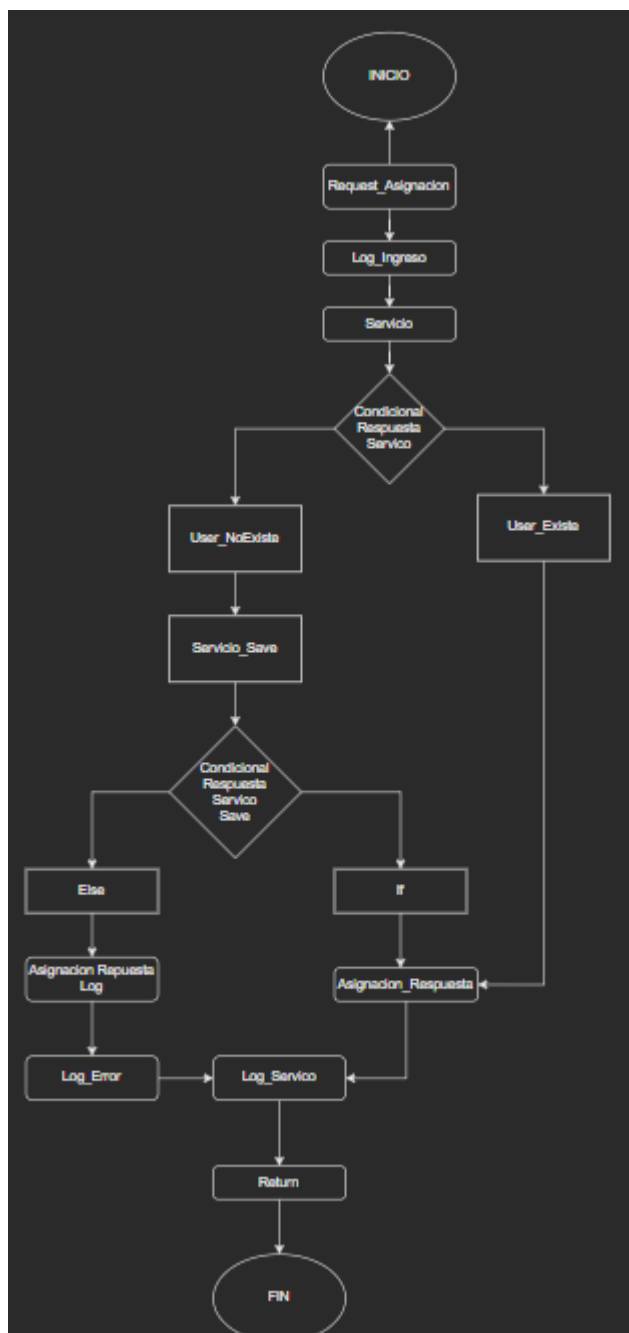 INICIO
Request_Asignacion
Log_Ingreso
Servicio
Condicional
Respuesta
Servico
User_NoExiste
User_Existe
Servicio_Save
Condicional
Respuesta
Servico
Save
Else
If
Asignacion Repuesta
Log
Asignacion_Respuesta
Log_Error
Log_Servico
Return
FIN